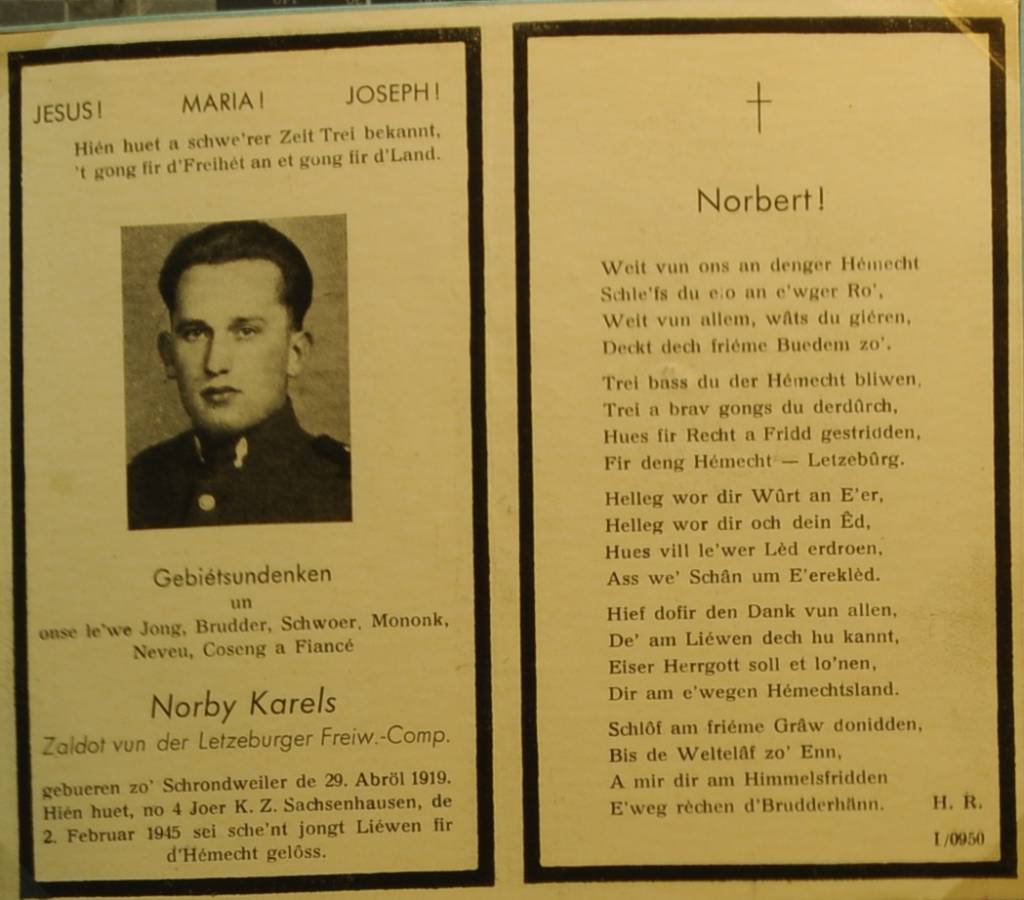 JESUS! MARIA! JOSEPH!
Hién huet a schwe'rer Zeit Trei bekannt,
't gong fir d'Freihét an et gong fir d'Land.
Gebiétsundenken
un
onse le'we Jong, Brudder, Schwoer, Mononk,
Neveu, Coseng a Fiancé
Norby Karels
Zaldot vun der Letzeburger Freiw.-Comp.
gebueren zo' Schrondweiler de 29. Abröl 1919.
Hién huet, no 4 Joer K. Z. Sachsenhausen, de
2. Februar 1945 sei sche'nt jongt Liéwen fir
d'Hémecht gelôss.
Norbert!
Weit vun ons an denger Hémecht
Schle'fs du an e'wger Ro',
Weit vun allem, wâts du giéren,
Deckt dech friéme Buedem zo'.
Trei bass du der Hémecht bliwen,
Trei a brav gongs du derdûrch,
Hues fir Recht a Fridd gestridden,
Fir deng Hémecht — Letzebûrg.
Helleg wor dir Wûrt an E'er,
Helleg wor dir och dein Êd,
Hues vill le'wer Lèd erdroen,
Ass we' Schân um E'ereklèd.
Hief dofir den Dank vun allen,
De' am Liéwen dech hu kannt,
Eiser Herrgott soll et lo'nen,
Dir am e'wegen Hémechtsland.
Schlôf am friéme Grâw donidden,
Bis de Weltelâf zo' Enn,
A mir dir am Himmelsfridden
E'weg rèchen d'Brudderhänn.
H. R.
I/0950